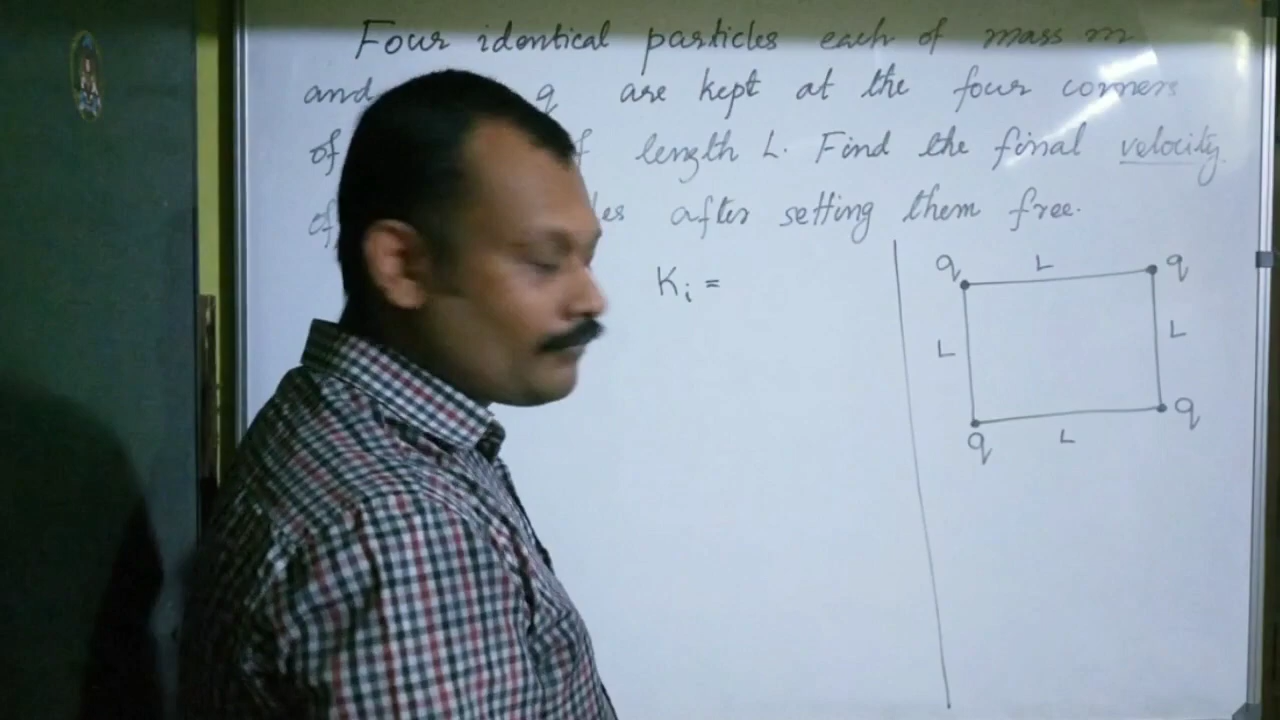 Four identical particles each of mass m
and q are kept at the four corners
of length L. Find the final velocity
of after setting them free.
Ki =
q L q
L L
q L q